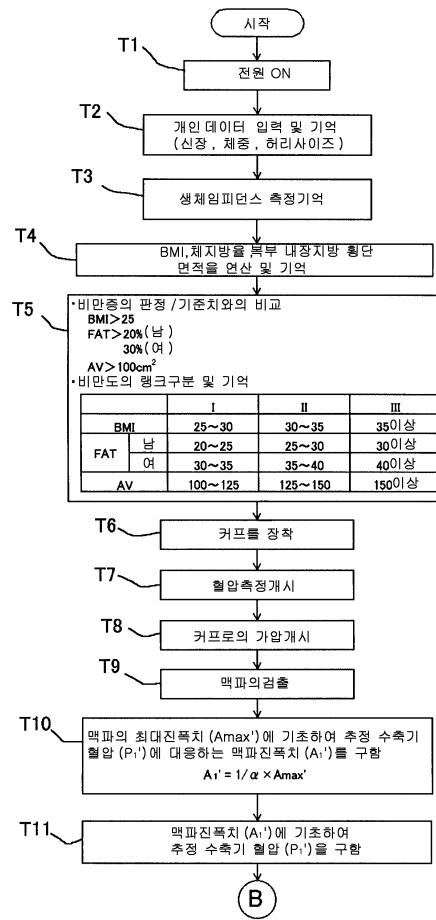 시작
T1
전원 ON
T2
개인 데이터 입력 및 기억
(신장 , 체중 , 허리사이즈)
T3
생체임피던스 측정기억
T4
BMI,체지방율,복부 내장지방 횡단
면적을 연산 및 기억
T5
·비만증의 판정 /기준치와의 비교
BMI>25
FAT>20%(남)
30%(여)
AV>100cm²
·비만도의 랭크구분 및 기억
I II III
BMI 25~30 30~35 35이상
FAT 남 20~25 25~30 30이상
여 30~35 35~40 40이상
AV 100~125 125~150 150이상
T6
커프를 장착
T7
혈압측정개시
T8
커프로의 가압개시
T9
맥파의검출
T10
맥파의 최대진폭치 (Amax')에 기초하여 추정 수축기
혈압 (P₁')에 대응하는 맥파진폭치 (A₁')를 구함
A₁' = 1/α × Amax'
T11
맥파진폭치 (A₁')에 기초하여
추정 수축기 혈압 (P₁')을 구함
B